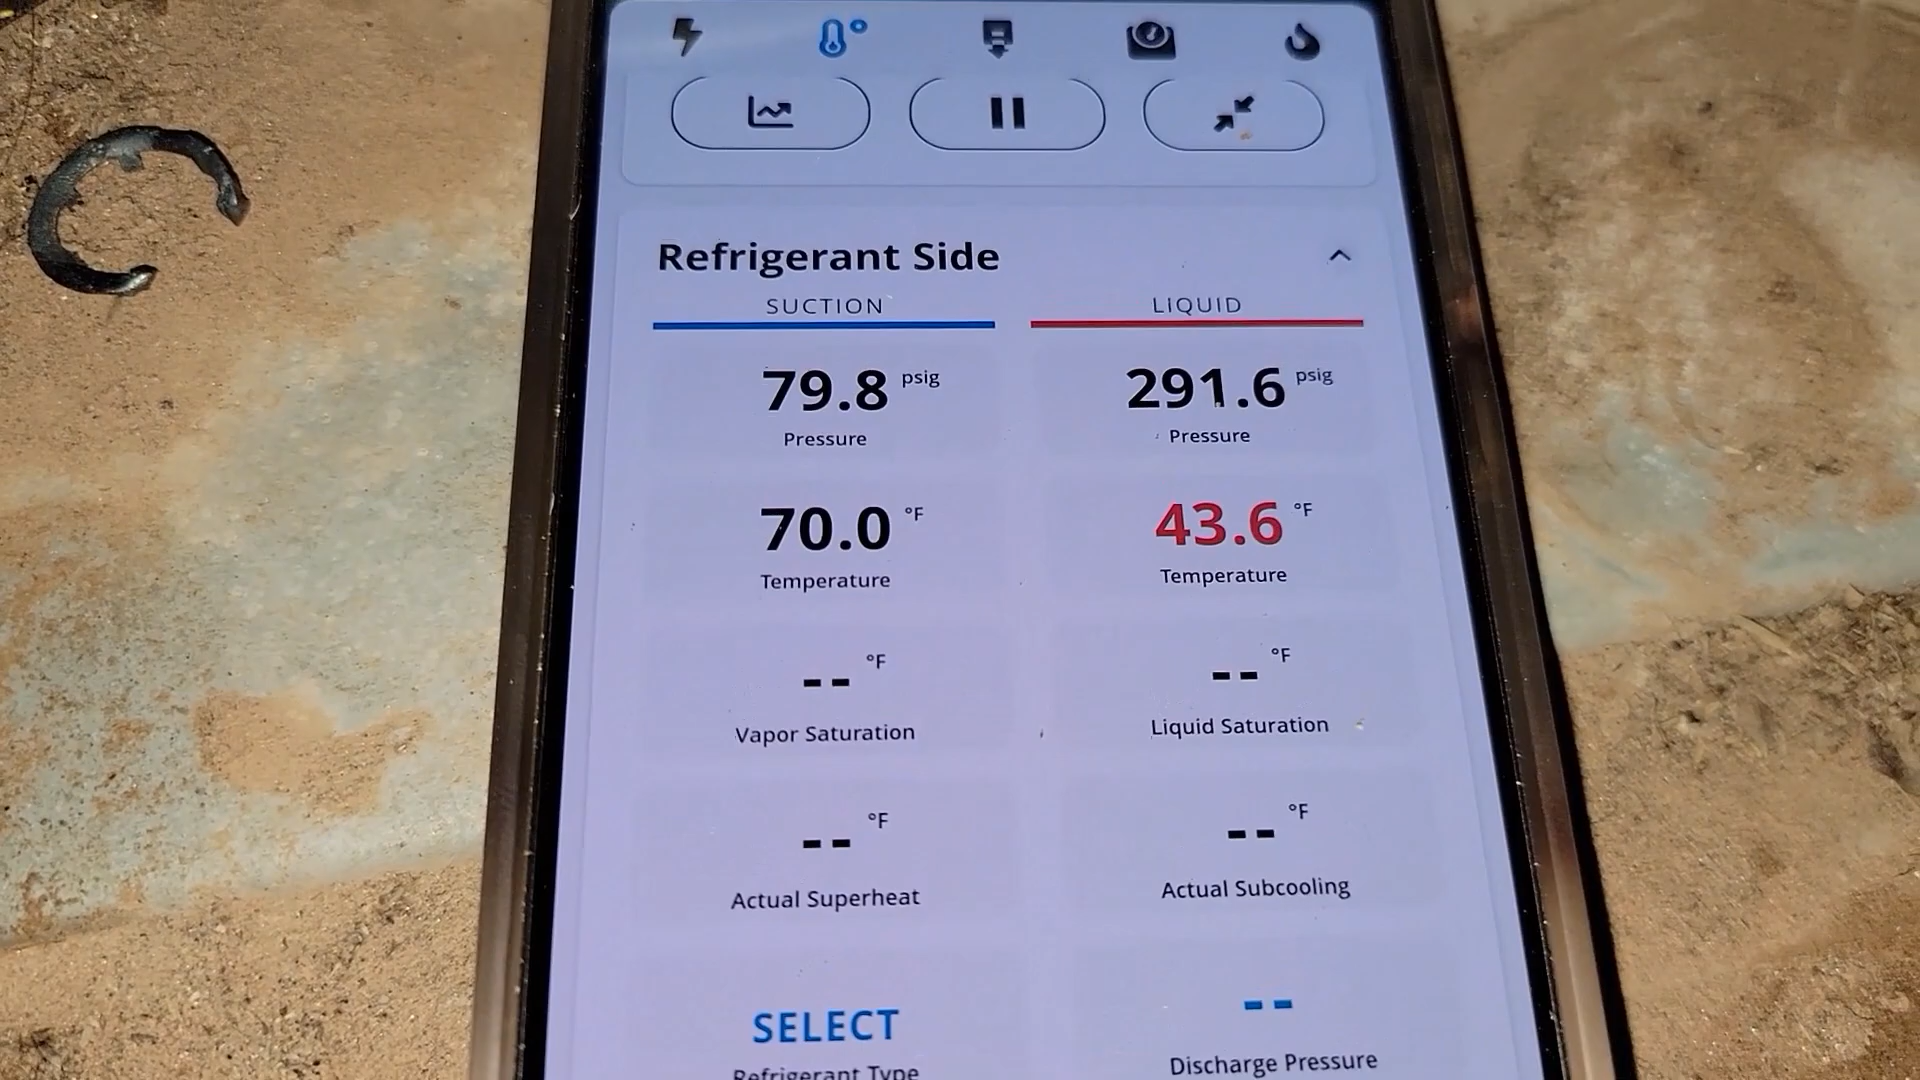 Refrigerant Side
SUCTION
LIQUID
79.8 psig
Pressure
291.6 psig
Pressure
70.0 °F
Temperature
43.6 °F
Temperature
-- °F
Vapor Saturation
-- °F
Liquid Saturation
-- °F
Actual Superheat
-- °F
Actual Subcooling
SELECT
Refrigerant Type
--
Discharge Pressure